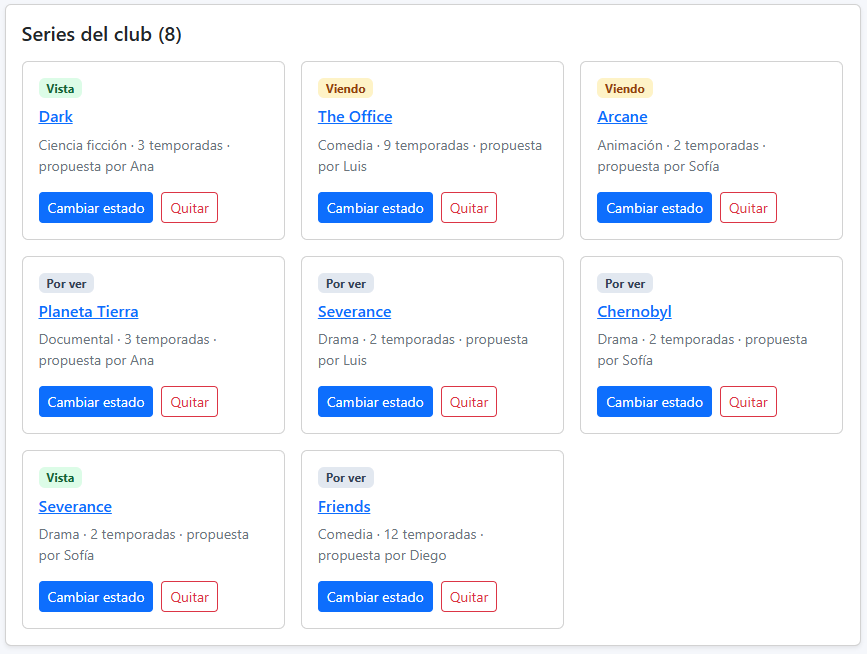 Series del club (8)
Vista
Dark
Ciencia ficción · 3 temporadas ·
propuesta por Ana
Cambiar estado Quitar
Viendo
The Office
Comedia · 9 temporadas · propuesta
por Luis
Cambiar estado Quitar
Viendo
Arcane
Animación · 2 temporadas ·
propuesta por Sofía
Cambiar estado Quitar
Por ver
Planeta Tierra
Documental · 3 temporadas ·
propuesta por Ana
Cambiar estado Quitar
Por ver
Severance
Drama · 2 temporadas · propuesta
por Luis
Cambiar estado Quitar
Por ver
Chernobyl
Drama · 2 temporadas · propuesta
por Sofía
Cambiar estado Quitar
Vista
Severance
Drama · 2 temporadas · propuesta
por Sofía
Cambiar estado Quitar
Por ver
Friends
Comedia · 12 temporadas ·
propuesta por Diego
Cambiar estado Quitar